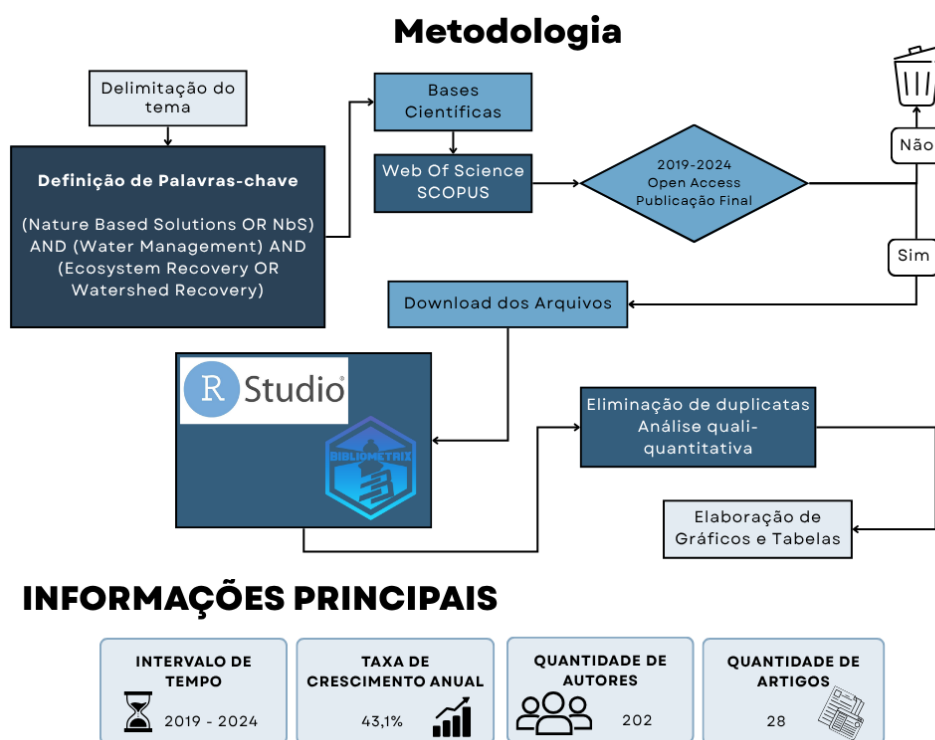 Metodologia
Delimitação do
tema
Definição de Palavras-chave
(Nature Based Solutions OR NbS)
AND (Water Management) AND
(Ecosystem Recovery OR
Watershed Recovery)
Bases
Científicas
Web Of Science
SCOPUS
2019-2024
Open Access
Publicação Final
Não
Sim
Download dos Arquivos
R Studio®
BIBLIOMETRIX
Eliminação de duplicatas
Análise quali-
quantitativa
Elaboração de
Gráficos e Tabelas
INFORMAÇÕES PRINCIPAIS
INTERVALO DE
TEMPO
2019 - 2024
TAXA DE
CRESCIMENTO ANUAL
43,1%
QUANTIDADE DE
AUTORES
202
QUANTIDADE DE
ARTIGOS
28